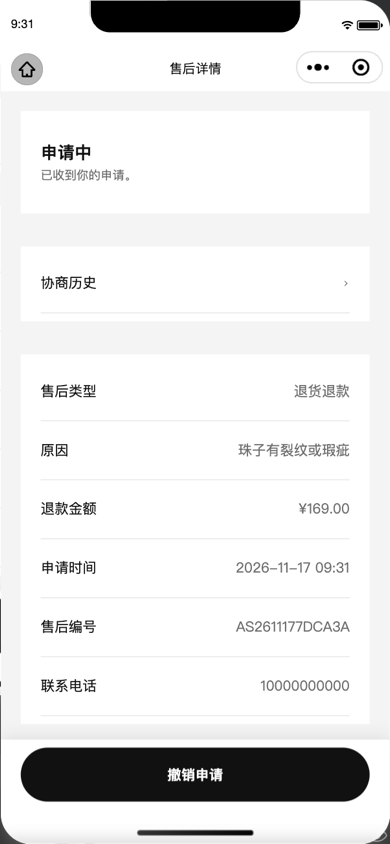 9:31
售后详情
申请中
已收到你的申请。
协商历史
售后类型 退货退款
原因 珠子有裂纹或瑕疵
退款金额 ¥169.00
申请时间 2026-11-17 09:31
售后编号 AS2611177DCA3A
联系电话 10000000000
撤销申请